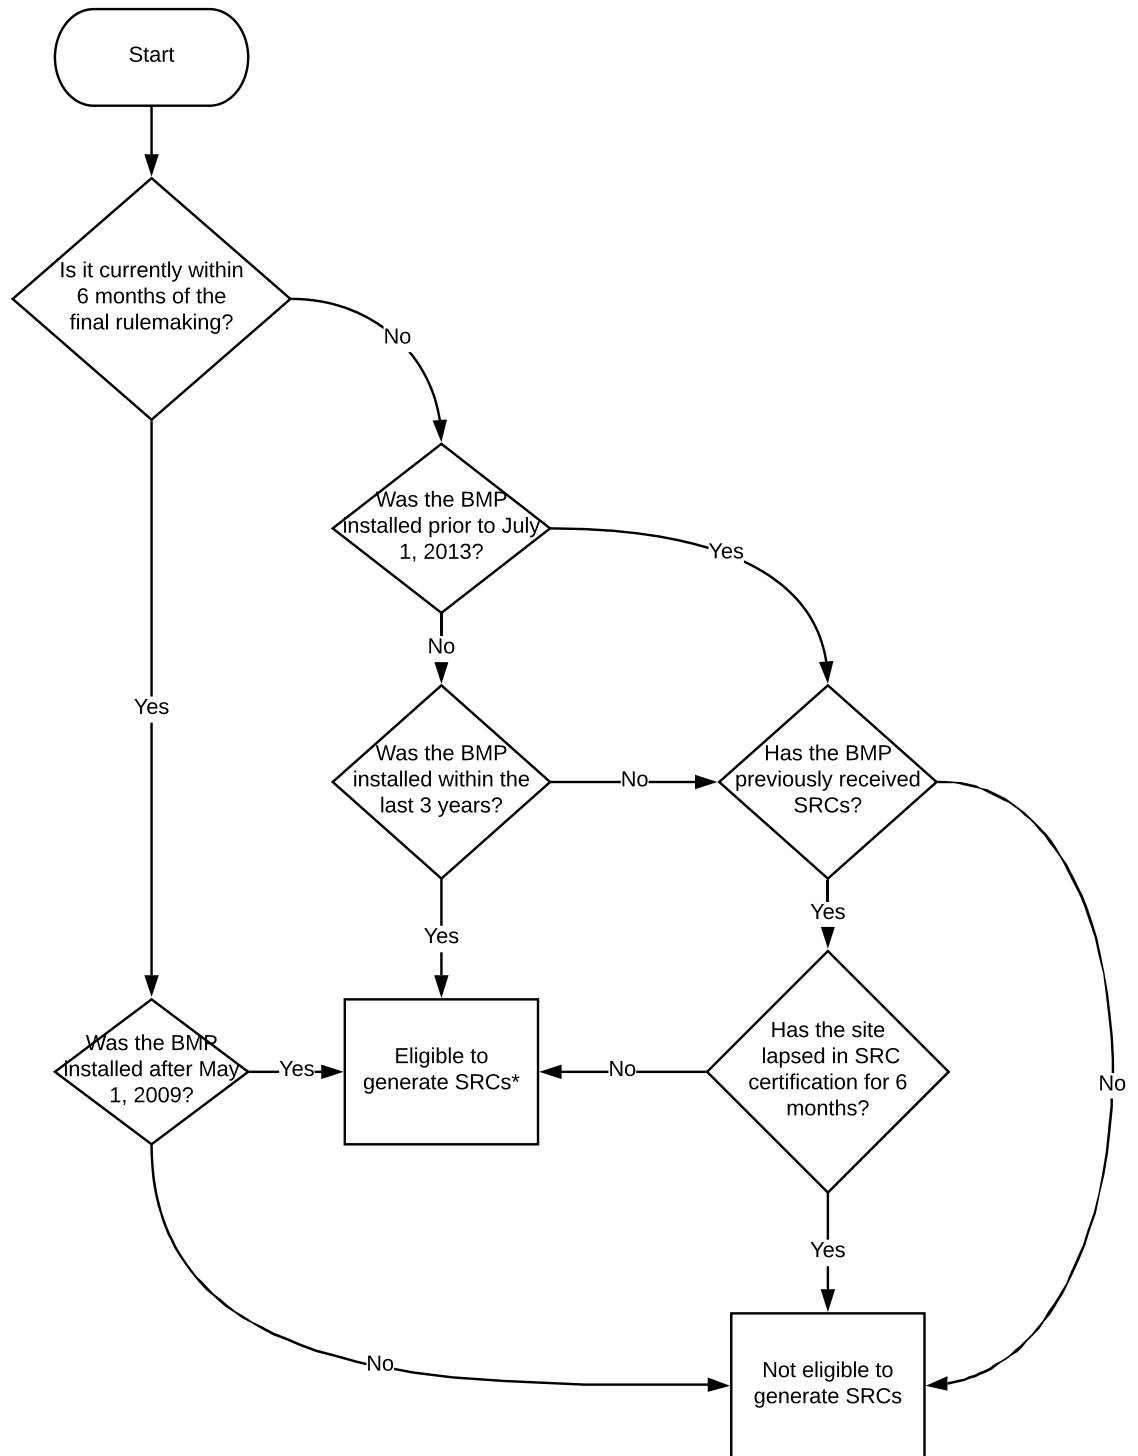 Start
Is it currently within
6 months of the
final rulemaking?
No
Was the BMP
installed prior to July
1, 2013?
Yes
No
Yes
Was the BMP
installed within the
last 3 years?
No
Has the BMP
previously received
SRCs?
Yes
Yes
Was the BMP
installed after May
1, 2009?
Yes
Eligible to
generate SRCs*
No
Has the site
lapsed in SRC
certification for 6
months?
No
Yes
No
Not eligible to
generate SRCs